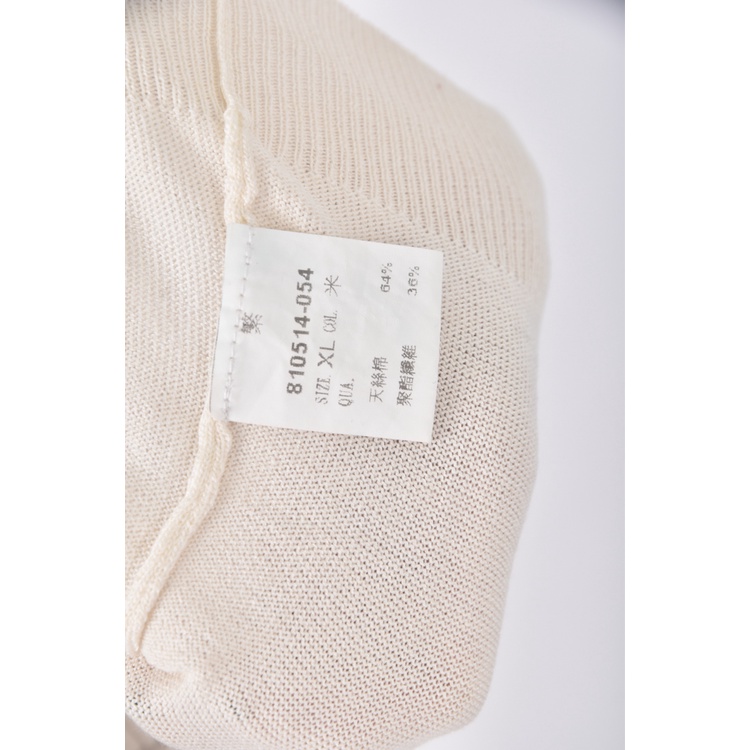 繁
810514-054
SIZE XL COL. 米
QUA.
天絲棉 64%
聚酯纖維 36%